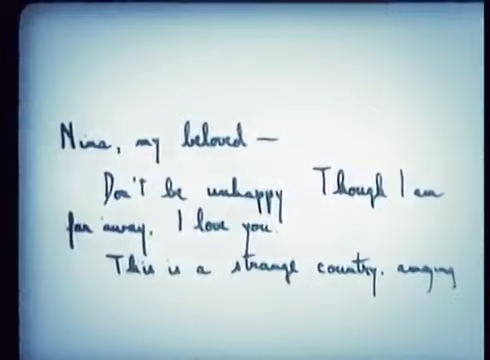 Nina, my beloved —
Don't be unhappy Though I am
far away, I love you.
This is a strange country.